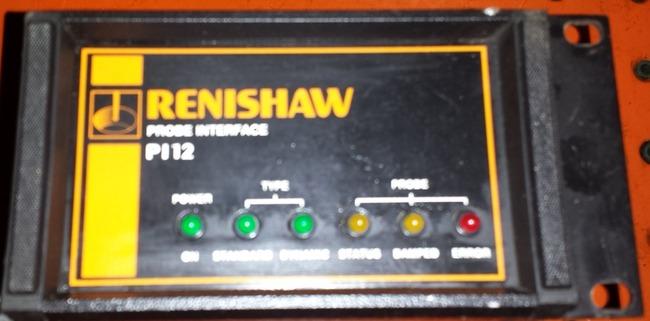 RENISHAW
PROBE INTERFACE
PI12
TYPE PROBE
POWER
ON STANDARD DYNAMIC STATUS DAMPED ERROR